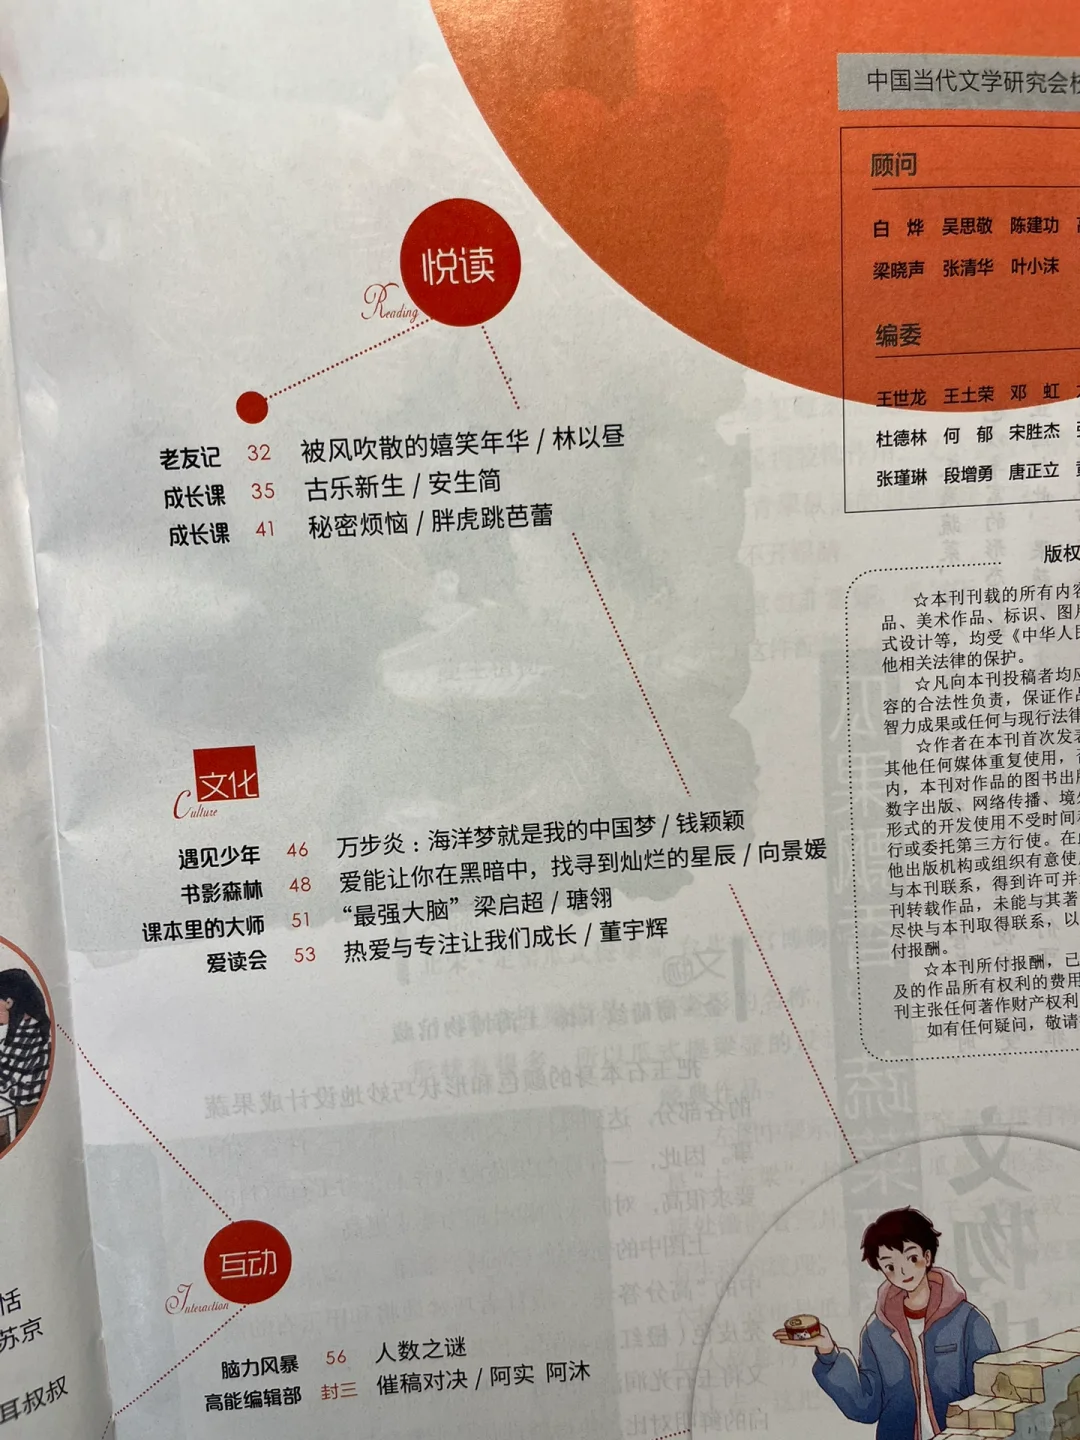 悦读
Reading
老友记 32 被风吹散的嬉笑年华 / 林以昼
成长课 35 古乐新生 / 安生简
成长课 41 秘密烦恼 / 胖虎跳芭蕾
文化
Culture
遇见少年 46 万步炎：海洋梦就是我的中国梦 / 钱颖颖
书影森林 48 爱能让你在黑暗中，找寻到灿烂的星辰 / 向景媛
课本里的大师 51 “最强大脑”梁启超 / 瑭翎
爱读会 53 热爱与专注让我们成长 / 董宇辉
互动
Interaction
脑力风暴 56 人数之谜
高能编辑部 封三 催稿对决 / 阿实 阿沐
恬
苏京
耳叔叔
中国当代文学研究会
顾问
白 烨 吴思敬 陈建功
梁晓声 张清华 叶小沫
编委
王世龙 王土荣 邓 虹
杜德林 何 郁 宋胜杰
张瑾琳 段增勇 唐正立
版权
☆本刊刊载的所有内容
品、美术作品、标识、图
式设计等，均受《中华人民
他相关法律的保护。
☆凡向本刊投稿者均应
容的合法性负责，保证作品
智力成果或任何与现行法律
☆作者在本刊首次发表
其他任何媒体重复使用，
内，本刊对作品的图书出
数字出版、网络传播、境
形式的开发使用不受时间
行或委托第三方行使。在
他出版机构或组织有意使
与本刊联系，得到许可并
刊转载作品，未能与其著
尽快与本刊取得联系，以
付报酬。
☆本刊所付报酬，已
及的作品所有权利的费用
刊主张任何著作财产权利
如有任何疑问，敬请